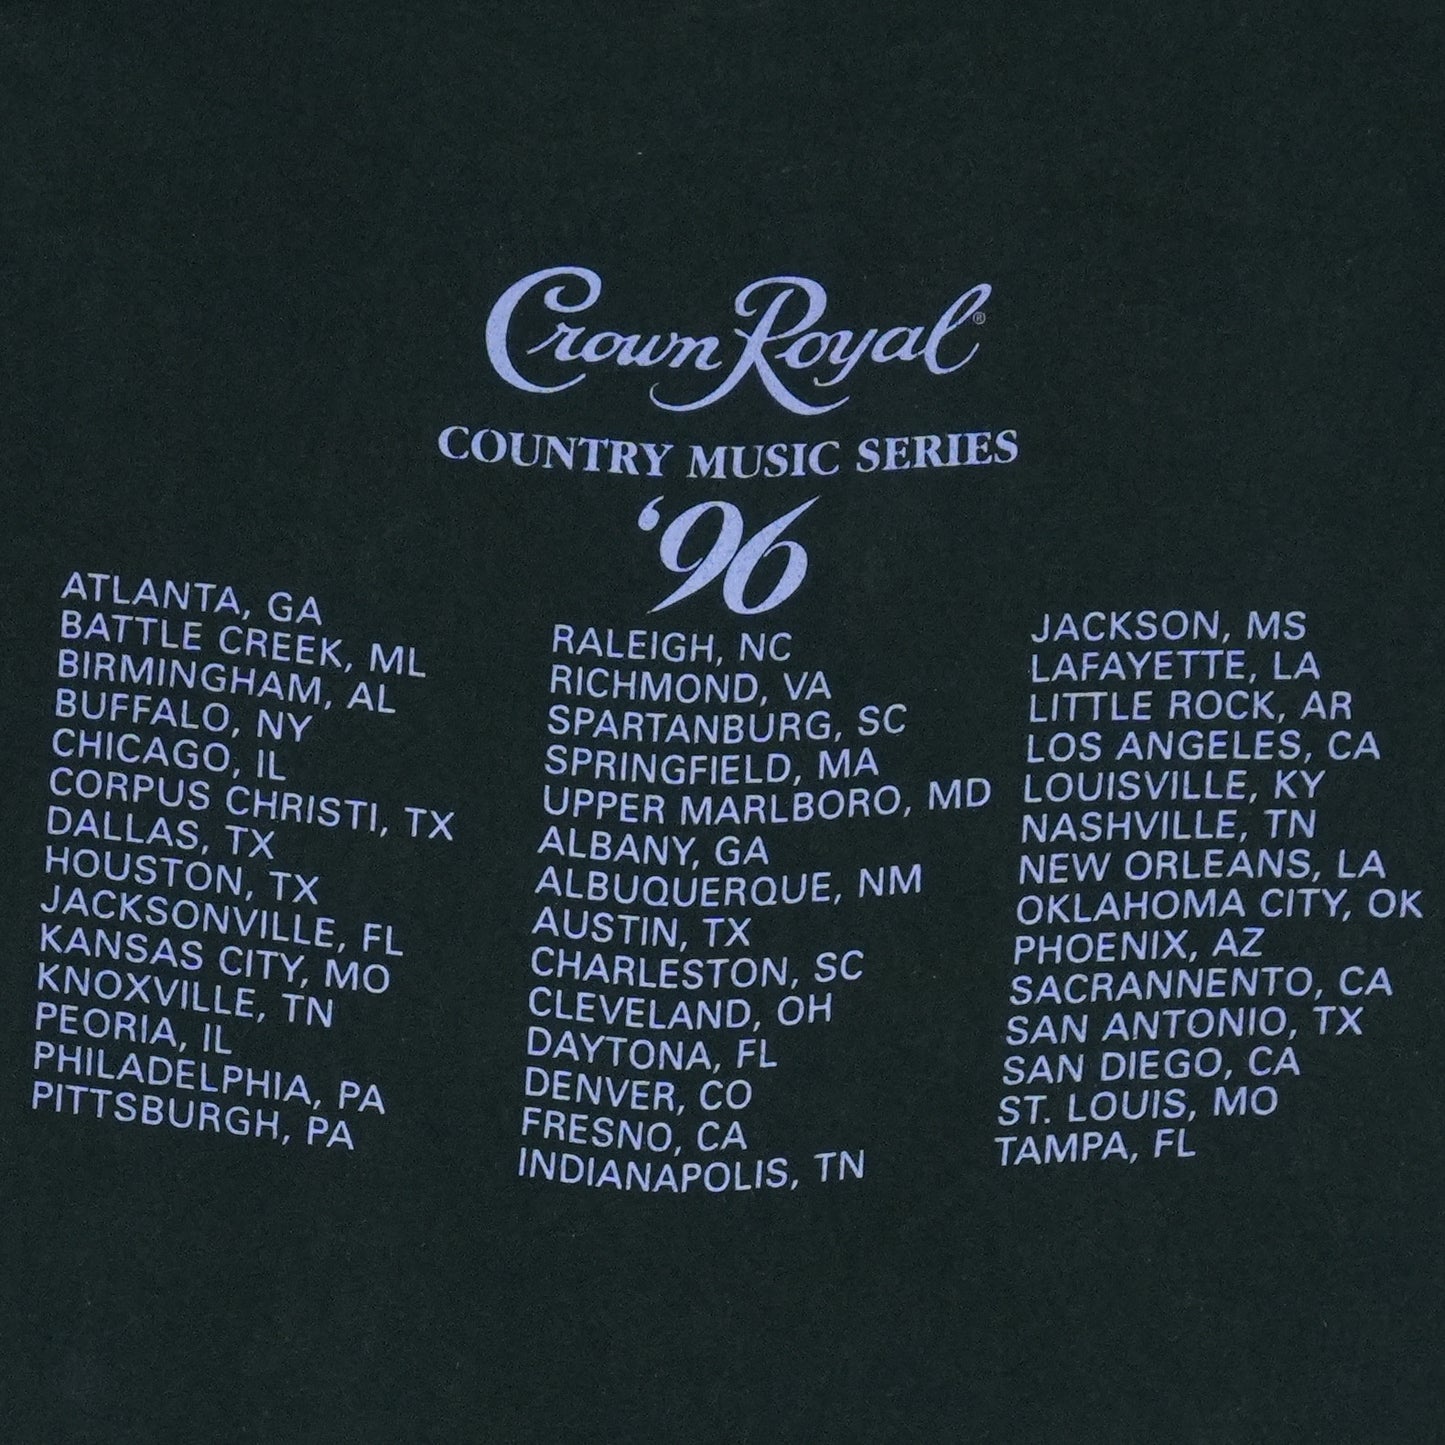 Crown Royal®
COUNTRY MUSIC SERIES
‘96
ATLANTA, GA
BATTLE CREEK, ML
BIRMINGHAM, AL
BUFFALO, NY
CHICAGO, IL
CORPUS CHRISTI, TX
DALLAS, TX
HOUSTON, TX
JACKSONVILLE, FL
KANSAS CITY, MO
KNOXVILLE, TN
PEORIA, IL
PHILADELPHIA, PA
PITTSBURGH, PA
RALEIGH, NC
RICHMOND, VA
SPARTANBURG, SC
SPRINGFIELD, MA
UPPER MARLBORO, MD
ALBANY, GA
ALBUQUERQUE, NM
AUSTIN, TX
CHARLESTON, SC
CLEVELAND, OH
DAYTONA, FL
DENVER, CO
FRESNO, CA
INDIANAPOLIS, TN
JACKSON, MS
LAFAYETTE, LA
LITTLE ROCK, AR
LOS ANGELES, CA
LOUISVILLE, KY
NASHVILLE, TN
NEW ORLEANS, LA
OKLAHOMA CITY, OK
PHOENIX, AZ
SACRANNENTO, CA
SAN ANTONIO, TX
SAN DIEGO, CA
ST. LOUIS, MO
TAMPA, FL